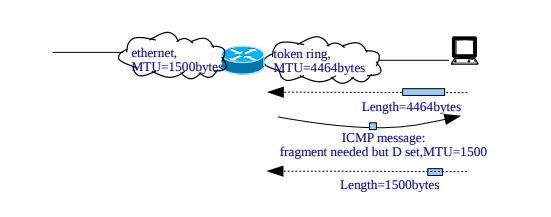 ethernet,
MTU=1500bytes
token ring,
MTU=4464bytes
Length=4464bytes
ICMP message:
fragment needed but D set,MTU=1500
Length=1500bytes